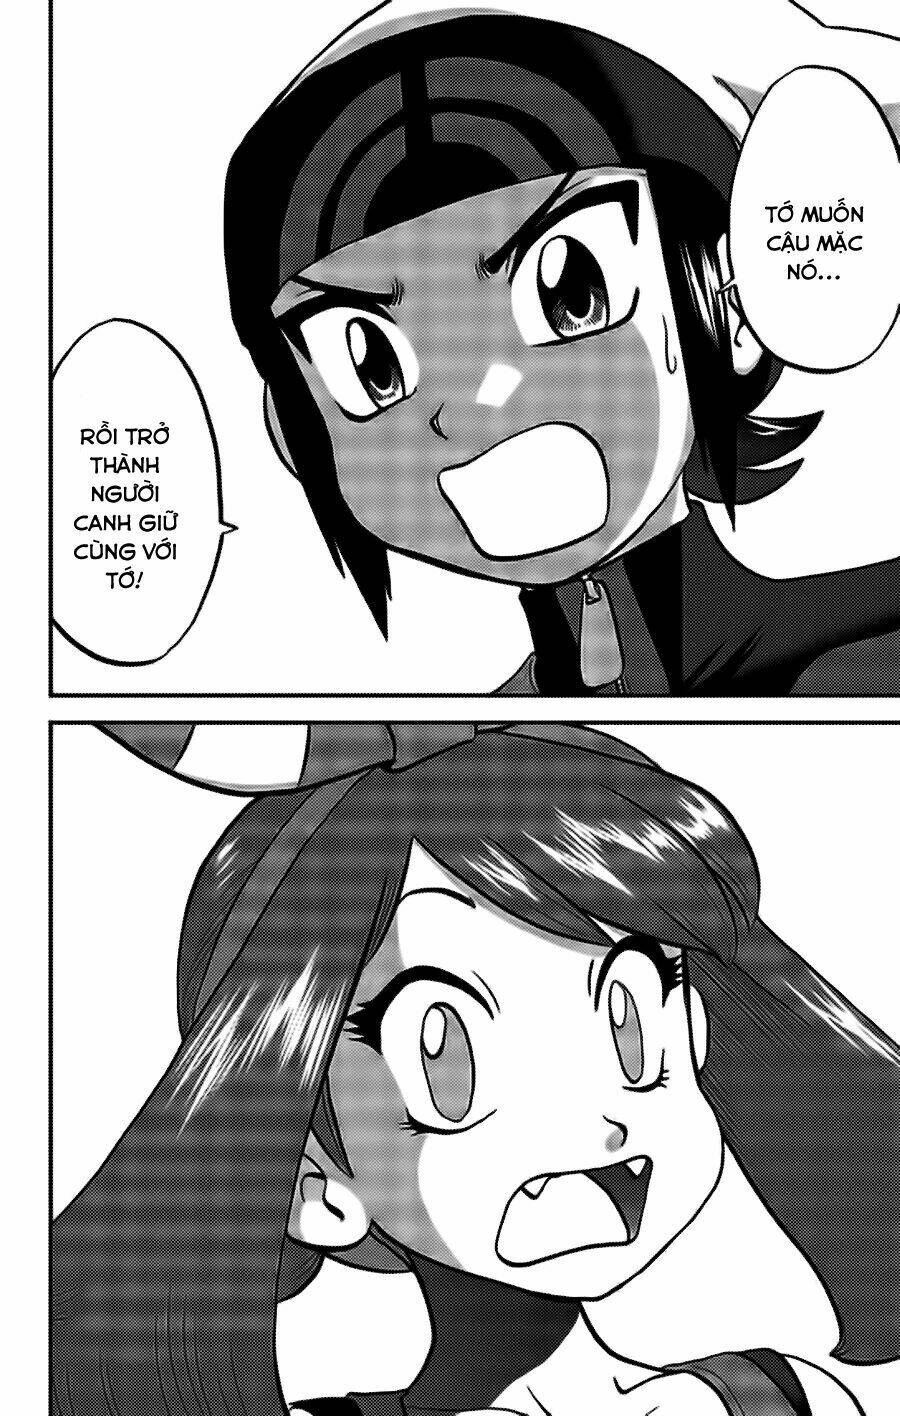 TỚ MUỐN
CẬU MẶC
NÓ...
RỒI TRỞ
THÀNH
NGƯỜI
CANH GIỮ
CÙNG VỚI
TỚ!